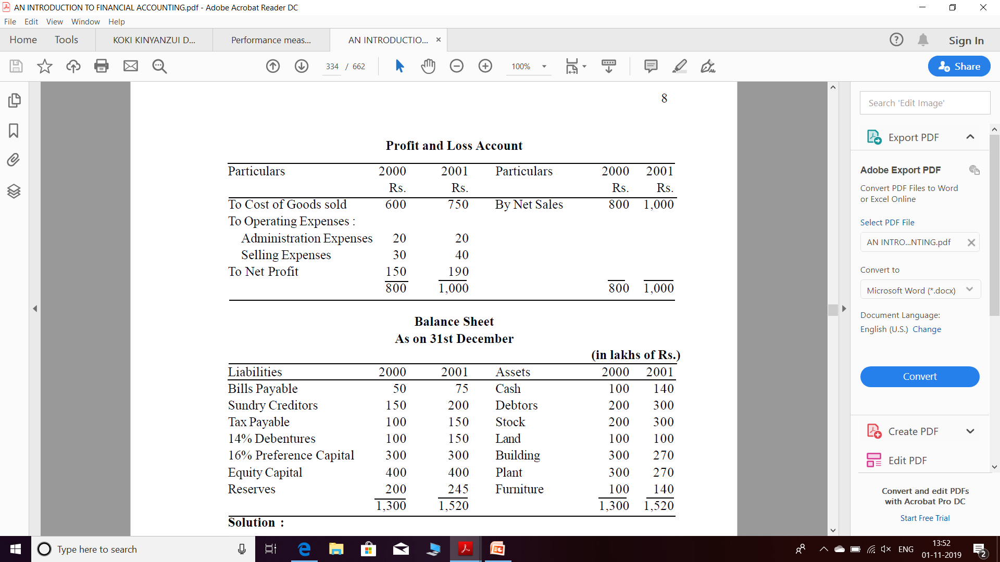 AN INTRODUCTION TO FINANCIAL ACCOUNTING.pdf - Adobe Acrobat Reader DC
File Edit View Window Help
Home Tools KOKI KINYANZUI D... Performance meas... AN INTRODUCTIO... × Sign In
334 / 662 100% Share
8
Profit and Loss Account
Particulars 2000 2001 Particulars 2000 2001
Rs. Rs. Rs. Rs.
To Cost of Goods sold 600 750 By Net Sales 800 1,000
To Operating Expenses :
Administration Expenses 20 20
Selling Expenses 30 40
To Net Profit 150 190
800 1,000 800 1,000
Balance Sheet
As on 31st December
(in lakhs of Rs.)
Liabilities 2000 2001 Assets 2000 2001
Bills Payable 50 75 Cash 100 140
Sundry Creditors 150 200 Debtors 200 300
Tax Payable 100 150 Stock 200 300
14% Debentures 100 150 Land 100 100
16% Preference Capital 300 300 Building 300 270
Equity Capital 400 400 Plant 300 270
Reserves 200 245 Furniture 100 140
1,300 1,520 1,300 1,520
Solution :
Search 'Edit Image'
Export PDF
Adobe Export PDF
Convert PDF Files to Word
or Excel Online
Select PDF File
AN INTRO...NTING.pdf
Convert to
Microsoft Word (*.docx)
Document Language:
English (U.S.) Change
Convert
Create PDF
Edit PDF
Convert and edit PDFs
with Acrobat Pro DC
Start Free Trial
Type here to search
ENG
13:52
01-11-2019
2